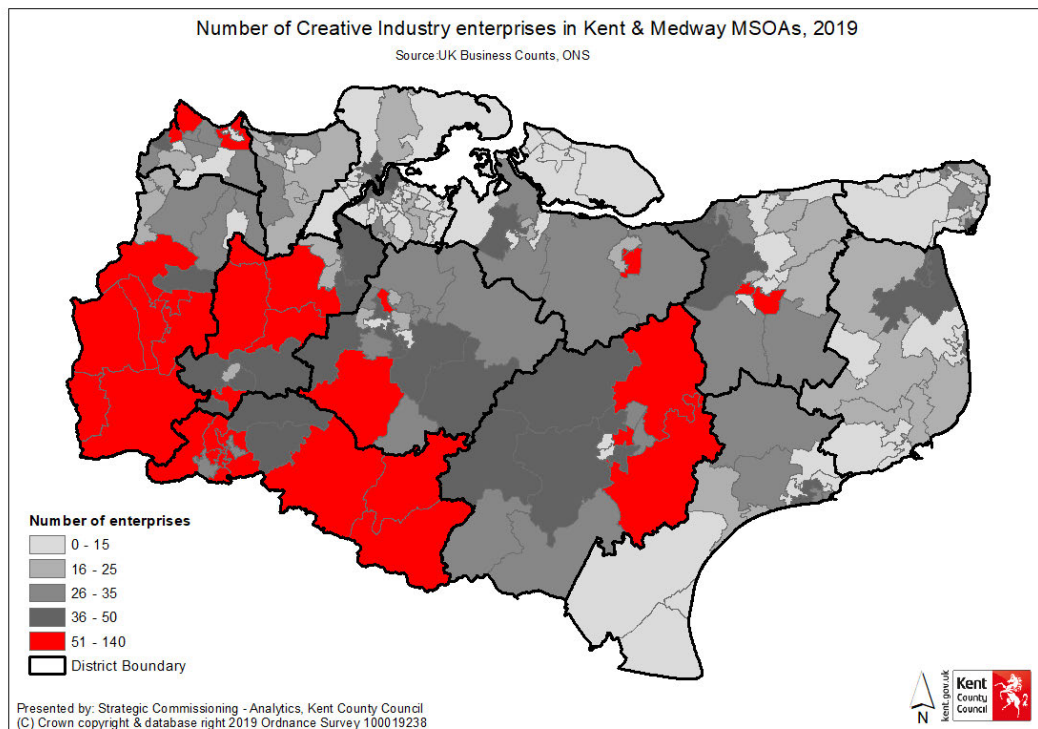 Number of Creative Industry enterprises in Kent & Medway MSOAs, 2019
Source:UK Business Counts, ONS
Number of enterprises
0 - 15
16 - 25
26 - 35
36 - 50
51 - 140
District Boundary
Presented by: Strategic Commissioning - Analytics, Kent County Council
(C) Crown copyright & database right 2019 Ordnance Survey 100019238
N
kent.gov.uk
Kent
County
Council
2